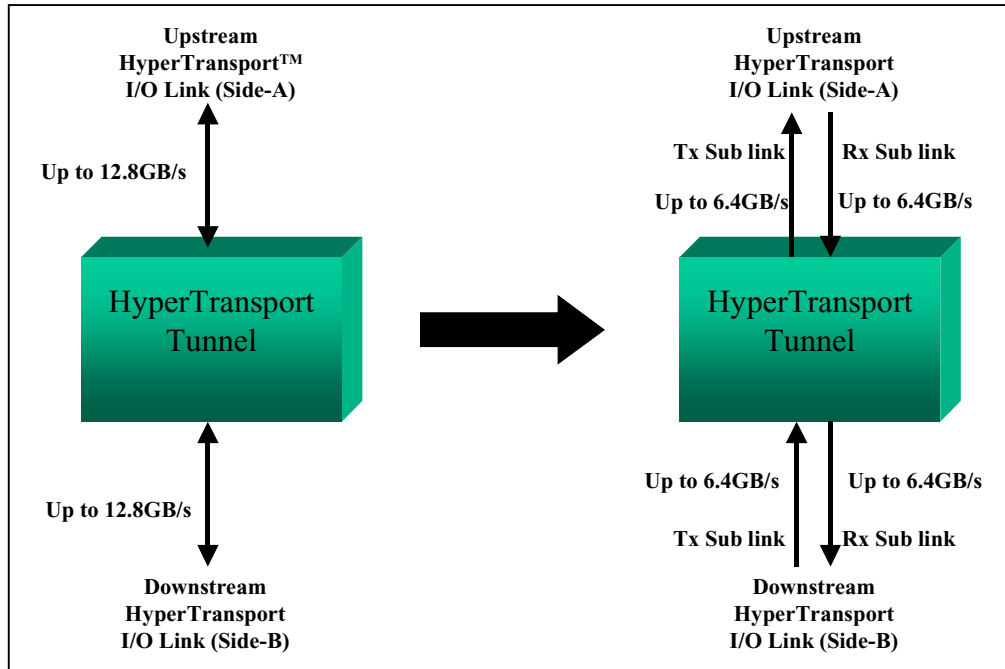 Upstream
HyperTransport™
I/O Link (Side-A)
Up to 12.8GB/s
HyperTransport
Tunnel
Up to 12.8GB/s
Downstream
HyperTransport
I/O Link (Side-B)
Upstream
HyperTransport
I/O Link (Side-A)
Tx Sub link
Rx Sub link
Up to 6.4GB/s
Up to 6.4GB/s
HyperTransport
Tunnel
Up to 6.4GB/s
Up to 6.4GB/s
Tx Sub link
Rx Sub link
Downstream
HyperTransport
I/O Link (Side-B)